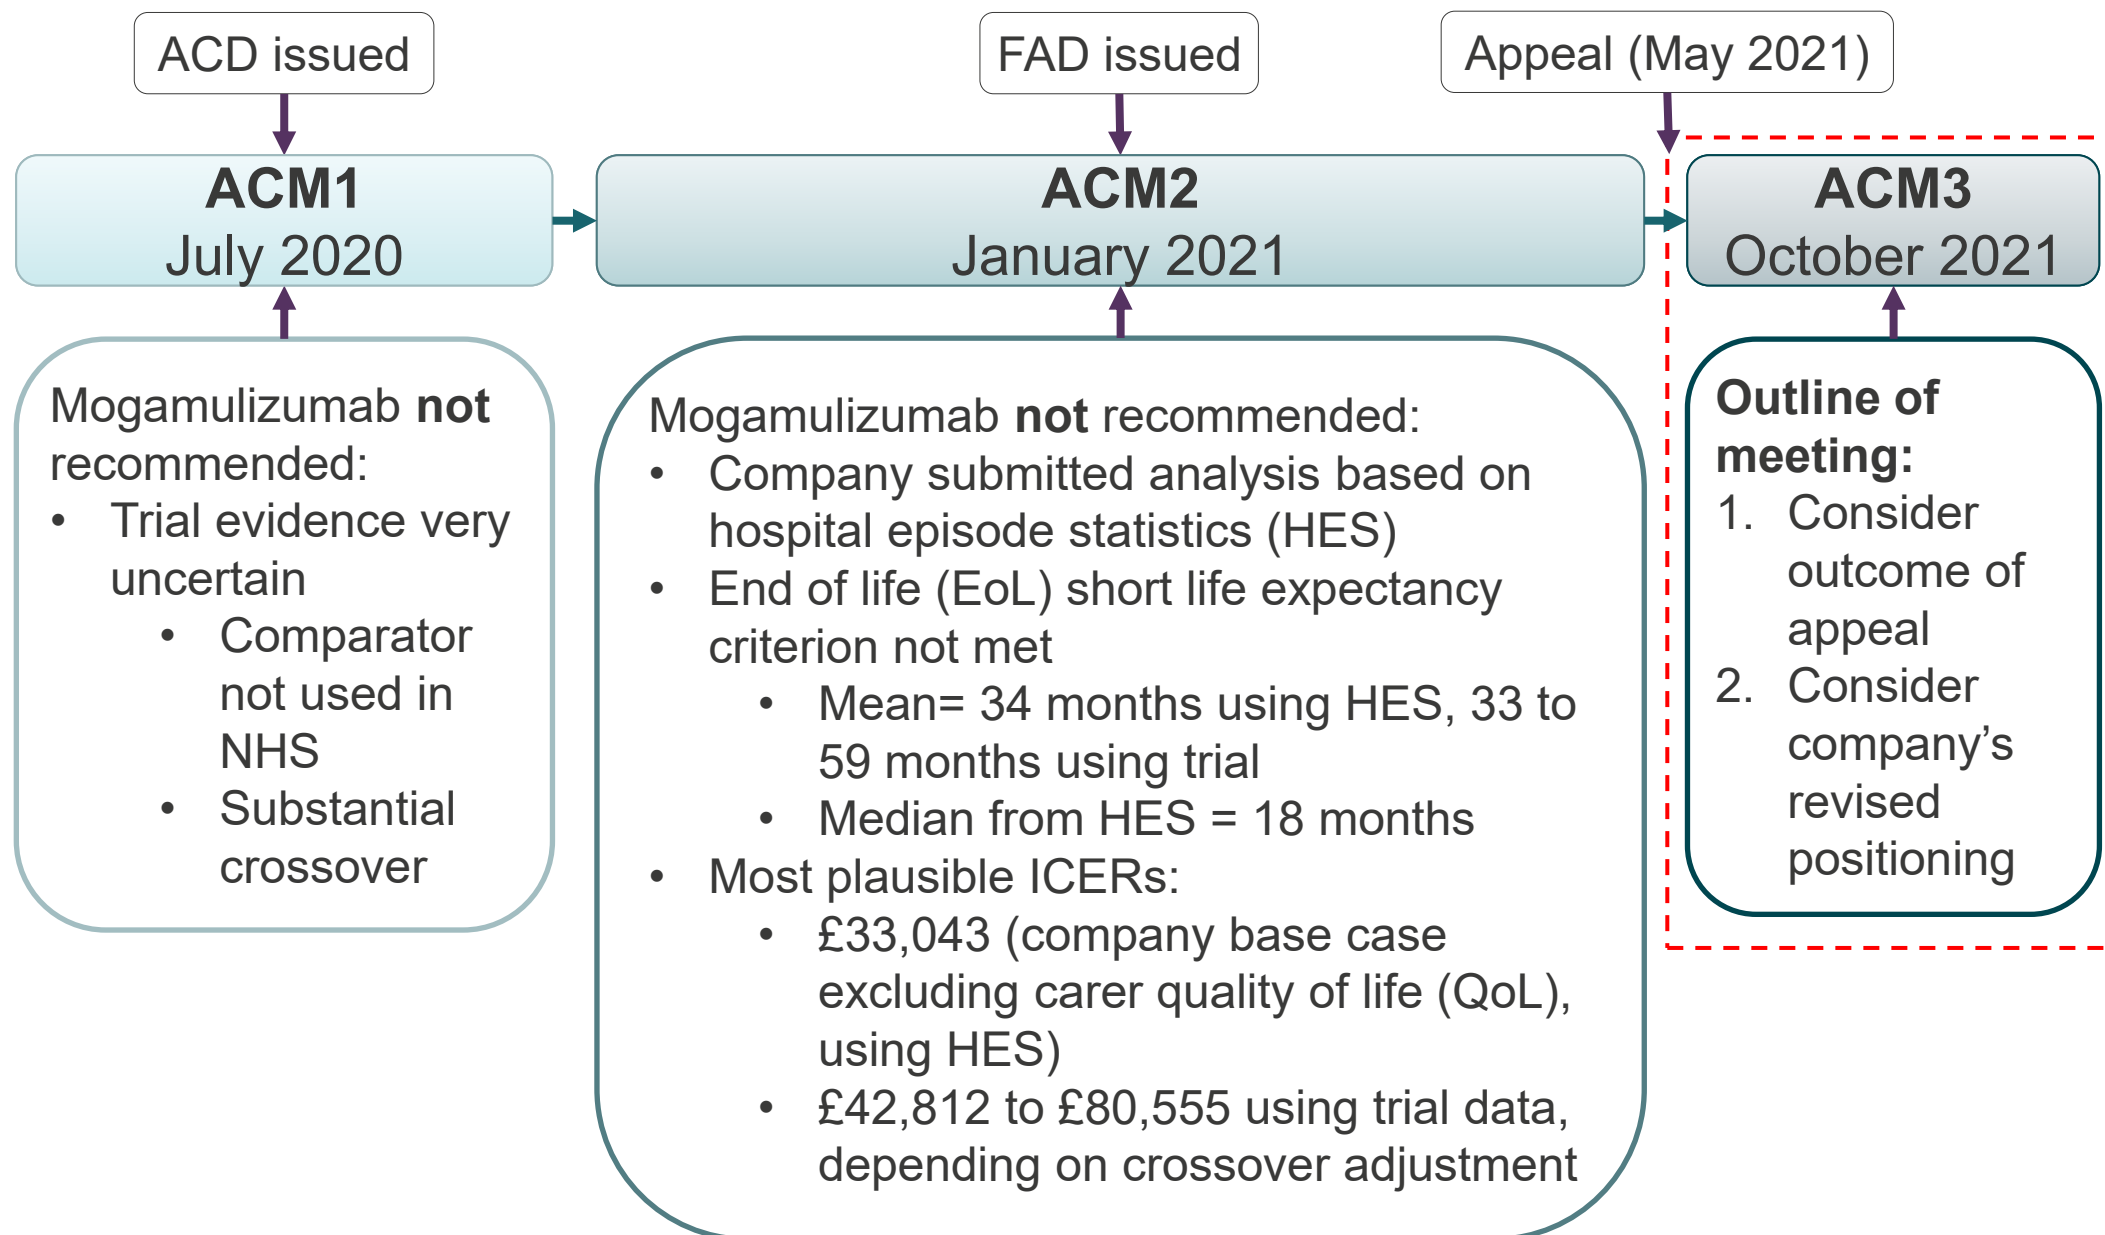 ACD issued
FAD issued
Appeal (May 2021)
ACM1
July 2020
ACM2
January 2021
ACM3
October 2021
Mogamulizumab not
recommended:
• Trial evidence very
uncertain
• Comparator
not used in
NHS
• Substantial
crossover
Mogamulizumab not recommended:
• Company submitted analysis based on
hospital episode statistics (HES)
• End of life (EoL) short life expectancy
criterion not met
• Mean= 34 months using HES, 33 to
59 months using trial
• Median from HES = 18 months
• Most plausible ICERs:
• £33,043 (company base case
excluding carer quality of life (QoL),
using HES)
• £42,812 to £80,555 using trial data,
depending on crossover adjustment
Outline of
meeting:
1. Consider
outcome of
appeal
2. Consider
company’s
revised
positioning